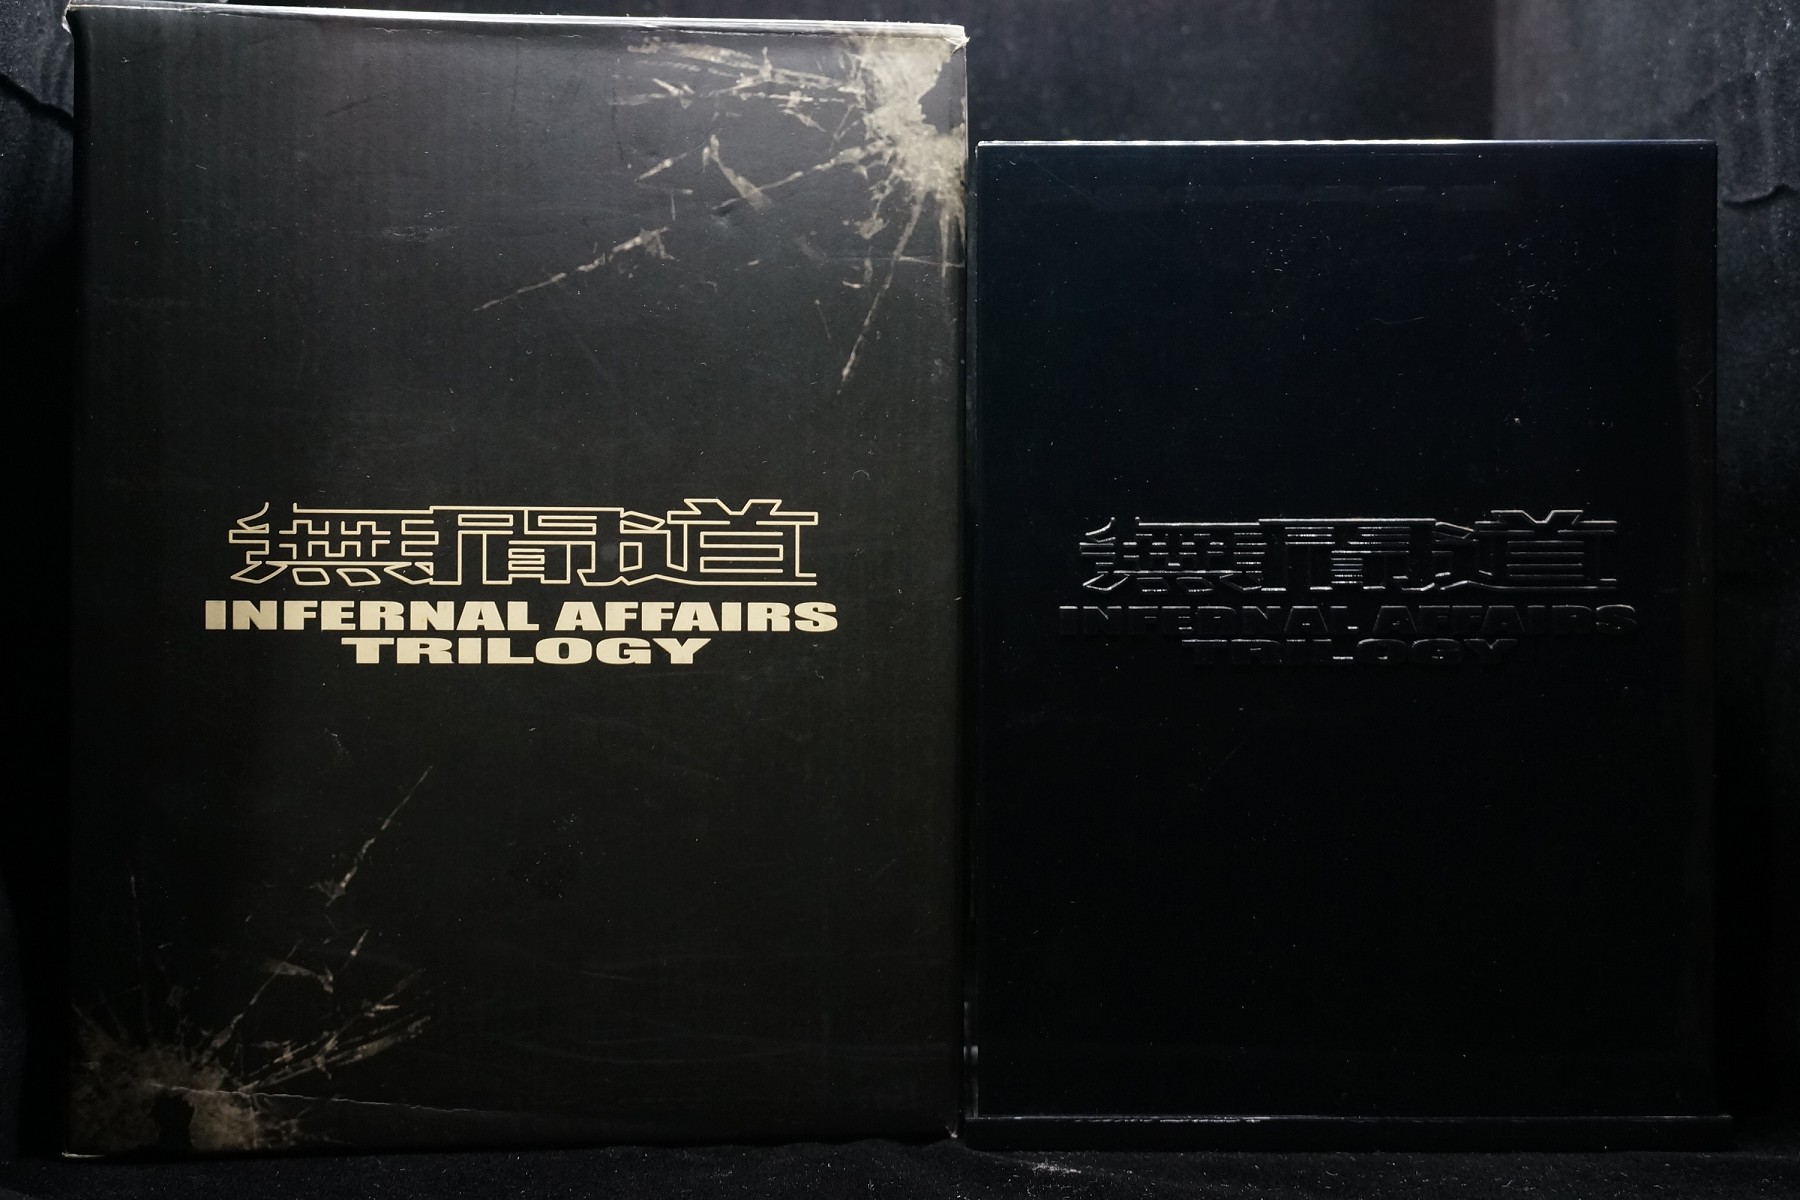 無間道
INFERNAL AFFAIRS
TRILOGY
無間道
INFERNAL AFFAIRS
TRILOGY